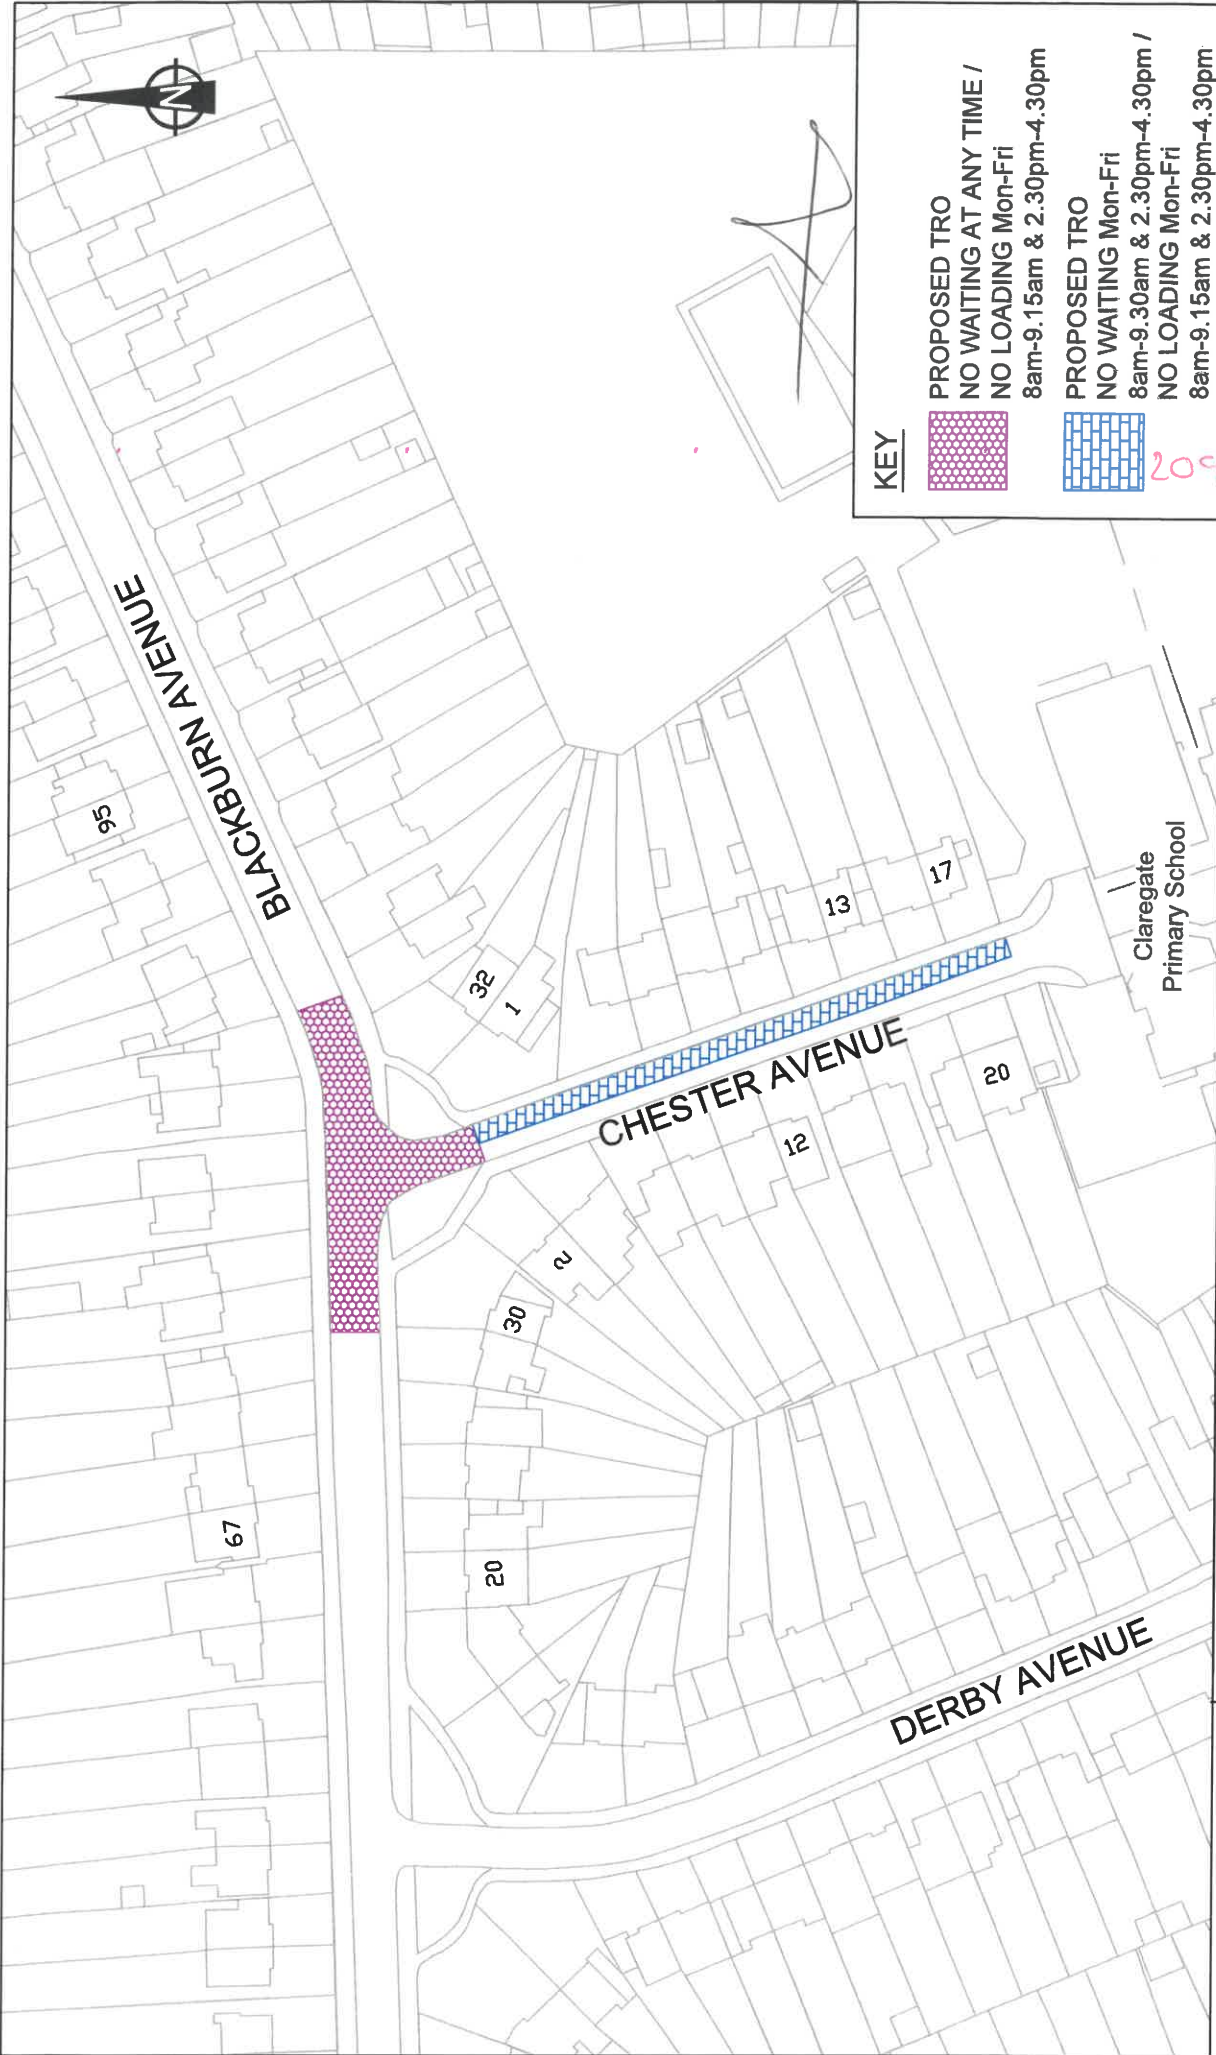 N
BLACKBURN AVENUE
95
67
32
1
30
2
20
13
17
12
20
CHESTER AVENUE
DERBY AVENUE
Claregate
Primary School
KEY
PROPOSED TRO
NO WAITING AT ANY TIME /
NO LOADING Mon-Fri
8am-9.15am & 2.30pm-4.30pm
PROPOSED TRO
NO WAITING Mon-Fri
8am-9.30am & 2.30pm-4.30pm /
NO LOADING Mon-Fri
8am-9.15am & 2.30pm-4.30pm